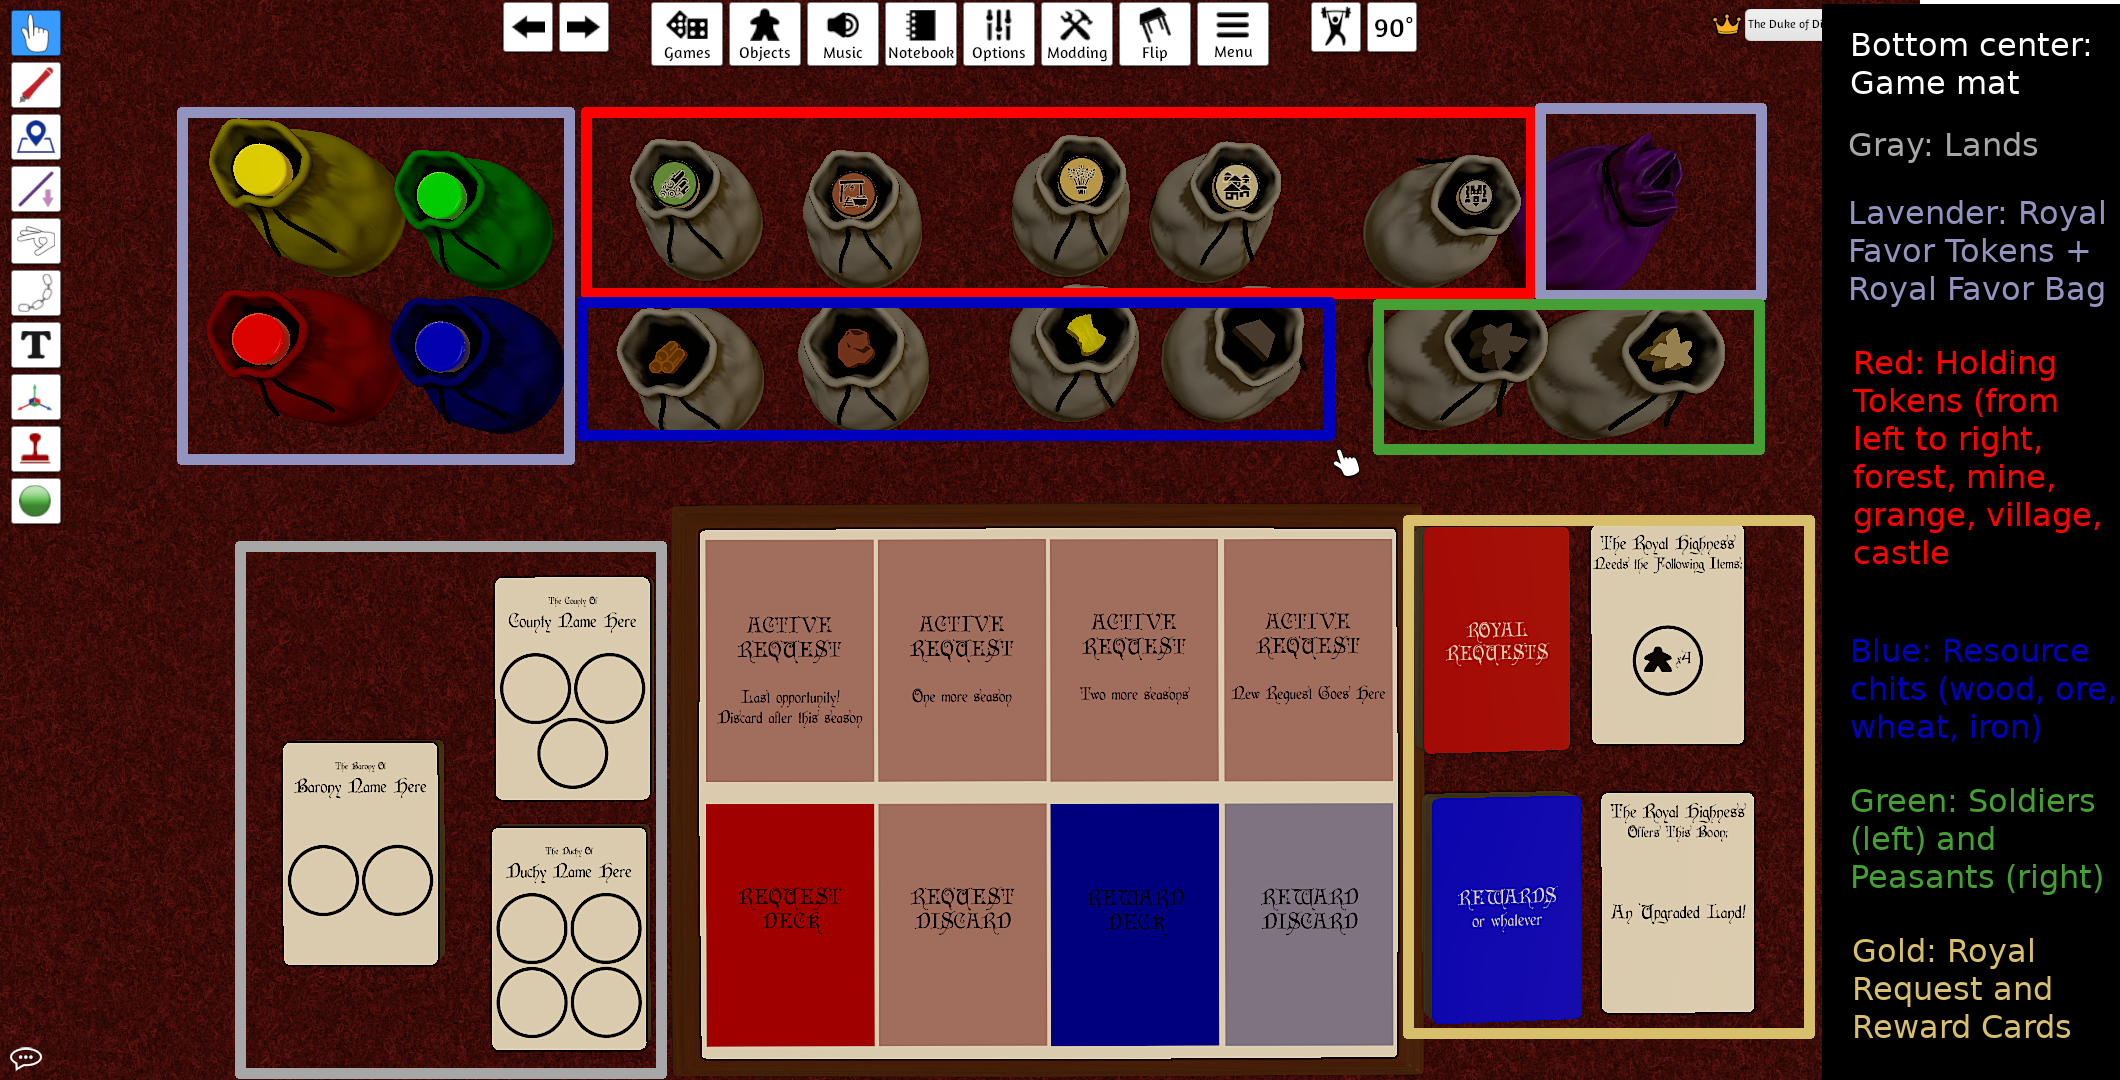 Games
Objects
Music
Notebook
Options
Modding
Flip
Menu
90°
The Duke of Di
Bottom center:
Game mat
Gray: Lands
Lavender: Royal
Favor Tokens +
Royal Favor Bag
Red: Holding
Tokens (from
left to right,
forest, mine,
grange, village,
castle
Blue: Resource
chits (wood, ore,
wheat, iron)
Green: Soldiers
(left) and
Peasants (right)
Gold: Royal
Request and
Reward Cards
T
The County Of
County Name Here
The Barony Of
Barony Name Here
The Duchy Of
Duchy Name Here
ACTIVE
REQUEST
Last opportunity!
Discard after this season
ACTIVE
REQUEST
One more season
ACTIVE
REQUEST
Two more seasons
ACTIVE
REQUEST
New Request Goes Here
REQUEST
DECK
REQUEST
DISCARD
REWARD
DECK
REWARD
DISCARD
ROYAL
REQUESTS
The Royal Highness
Needs the Following Items:
x4
REWARDS
or whatever
The Royal Highness
Offers This Boon:
An Upgraded Land!